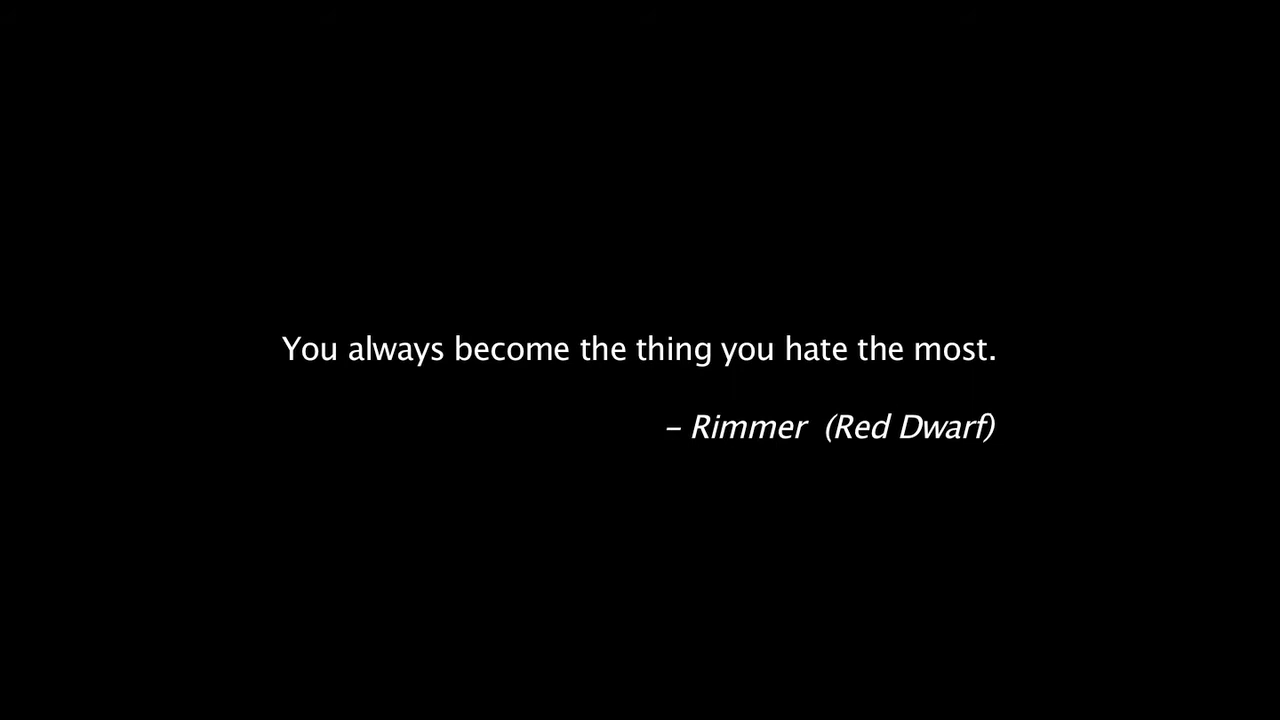 You always become the thing you hate the most.
– Rimmer (Red Dwarf)